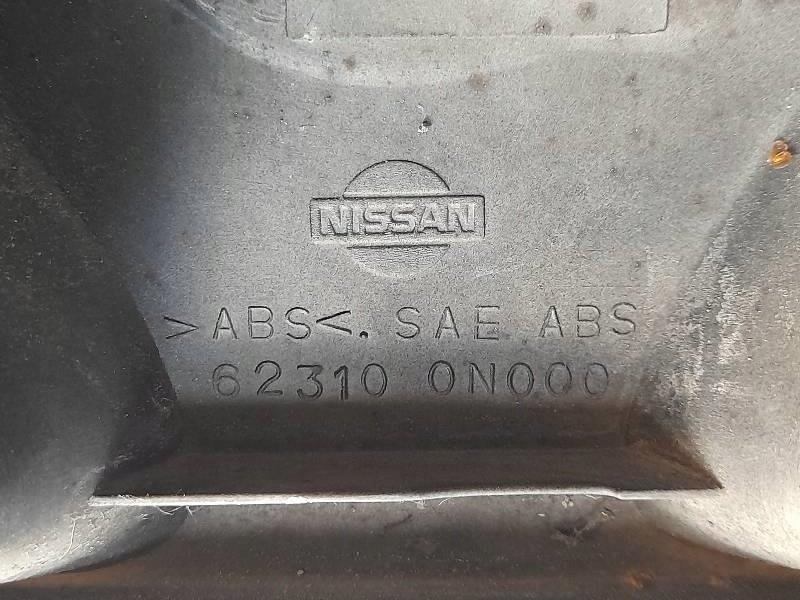 NISSAN
>ABS<. SAE ABS
62310 0N000